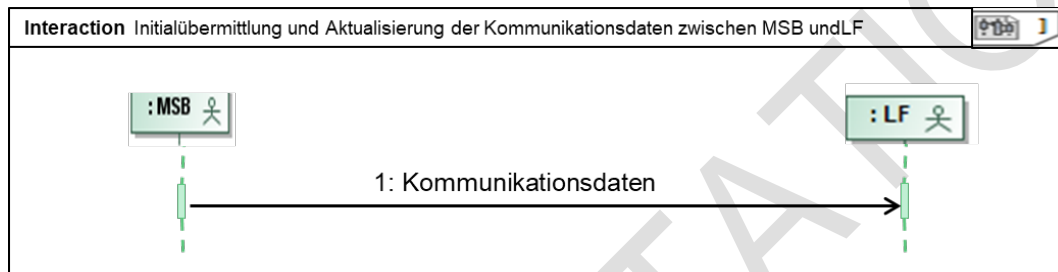 Interaction Initialübermittlung und Aktualisierung der Kommunikationsdaten zwischen MSB undLF
: MSB
: LF
1: Kommunikationsdaten